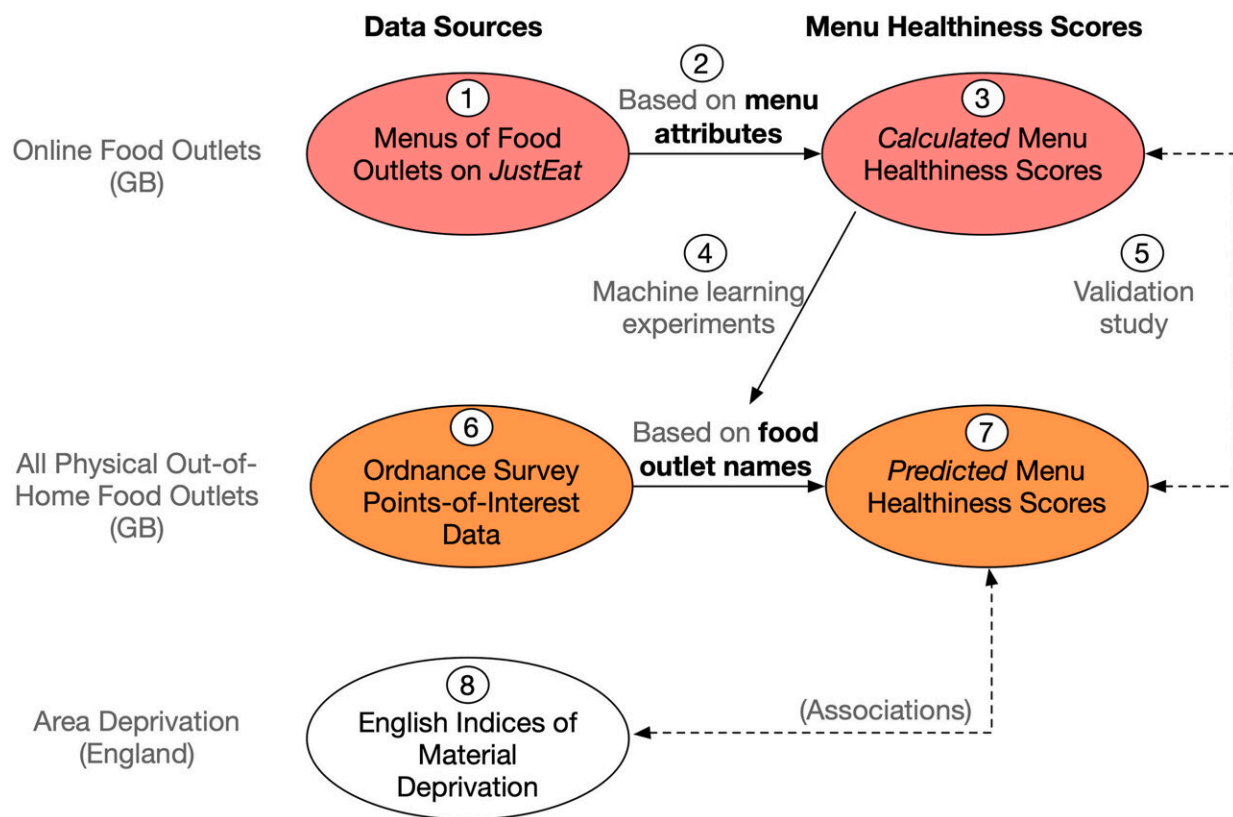 Data Sources
Menu Healthiness Scores
Online Food Outlets
(GB)
1
Menus of Food
Outlets on JustEat
2
Based on menu
attributes
3
Calculated Menu
Healthiness Scores
4
Machine learning
experiments
5
Validation
study
All Physical Out-of-
Home Food Outlets
(GB)
6
Ordnance Survey
Points-of-Interest
Data
Based on food
outlet names
7
Predicted Menu
Healthiness Scores
Area Deprivation
(England)
8
English Indices of
Material
Deprivation
(Associations)